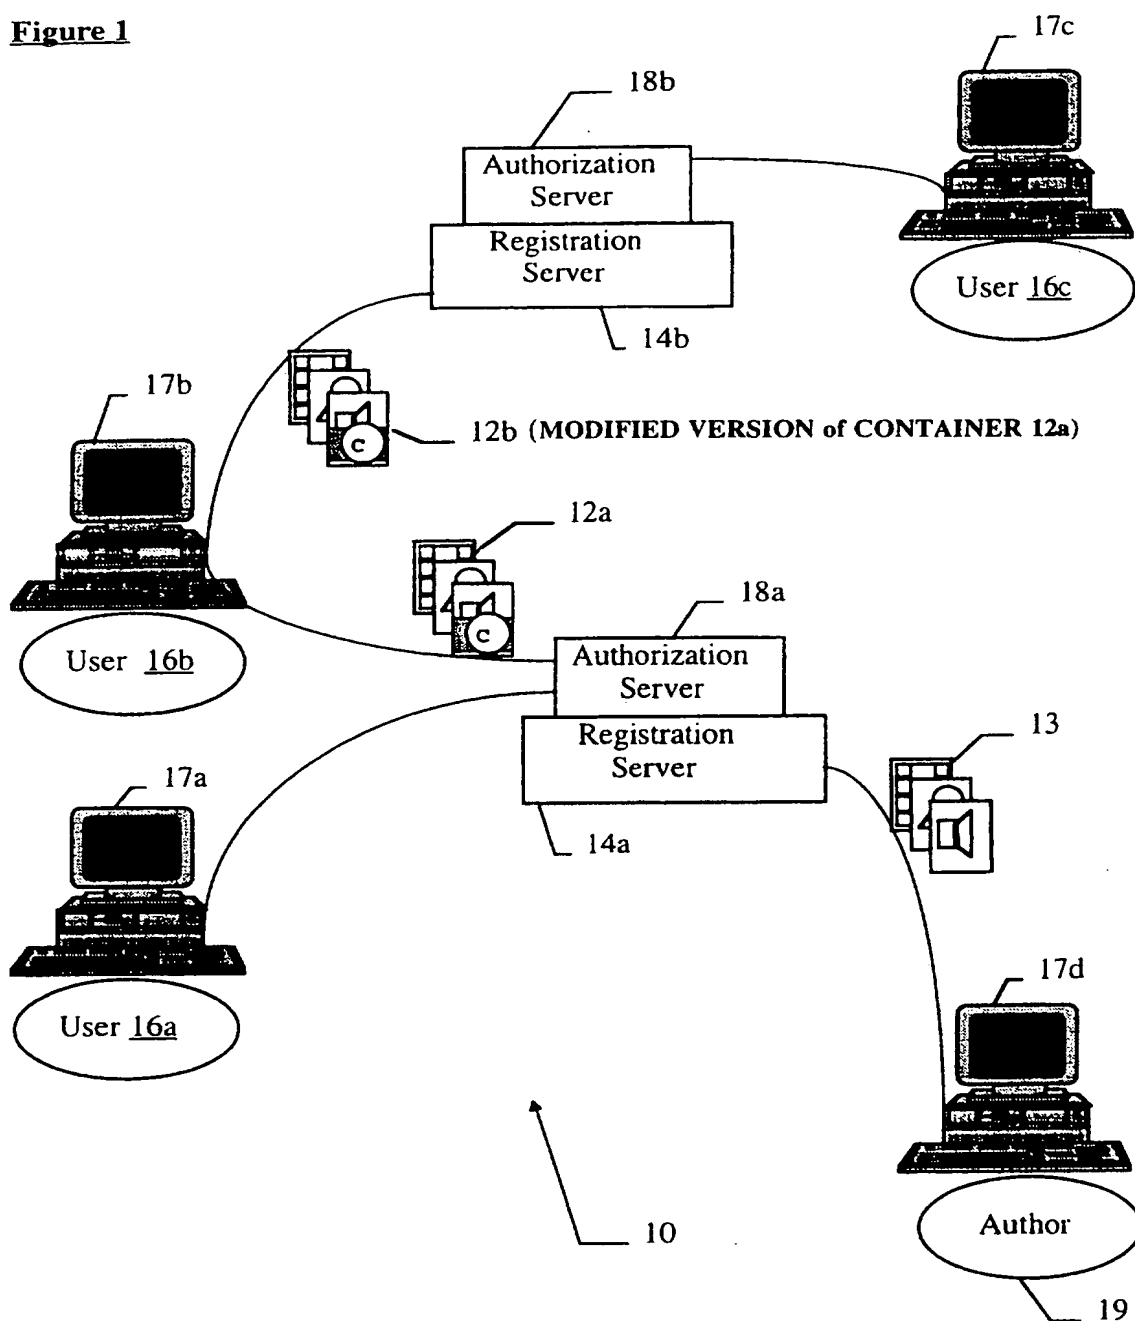 Figure 1
17c
18b
Authorization
Server
Registration
Server
User 16c
14b
17b
12b (MODIFIED VERSION of CONTAINER 12a)
C
12a
C
18a
User 16b
Authorization
Server
Registration
Server
13
17a
14a
17d
User 16a
10
Author
19